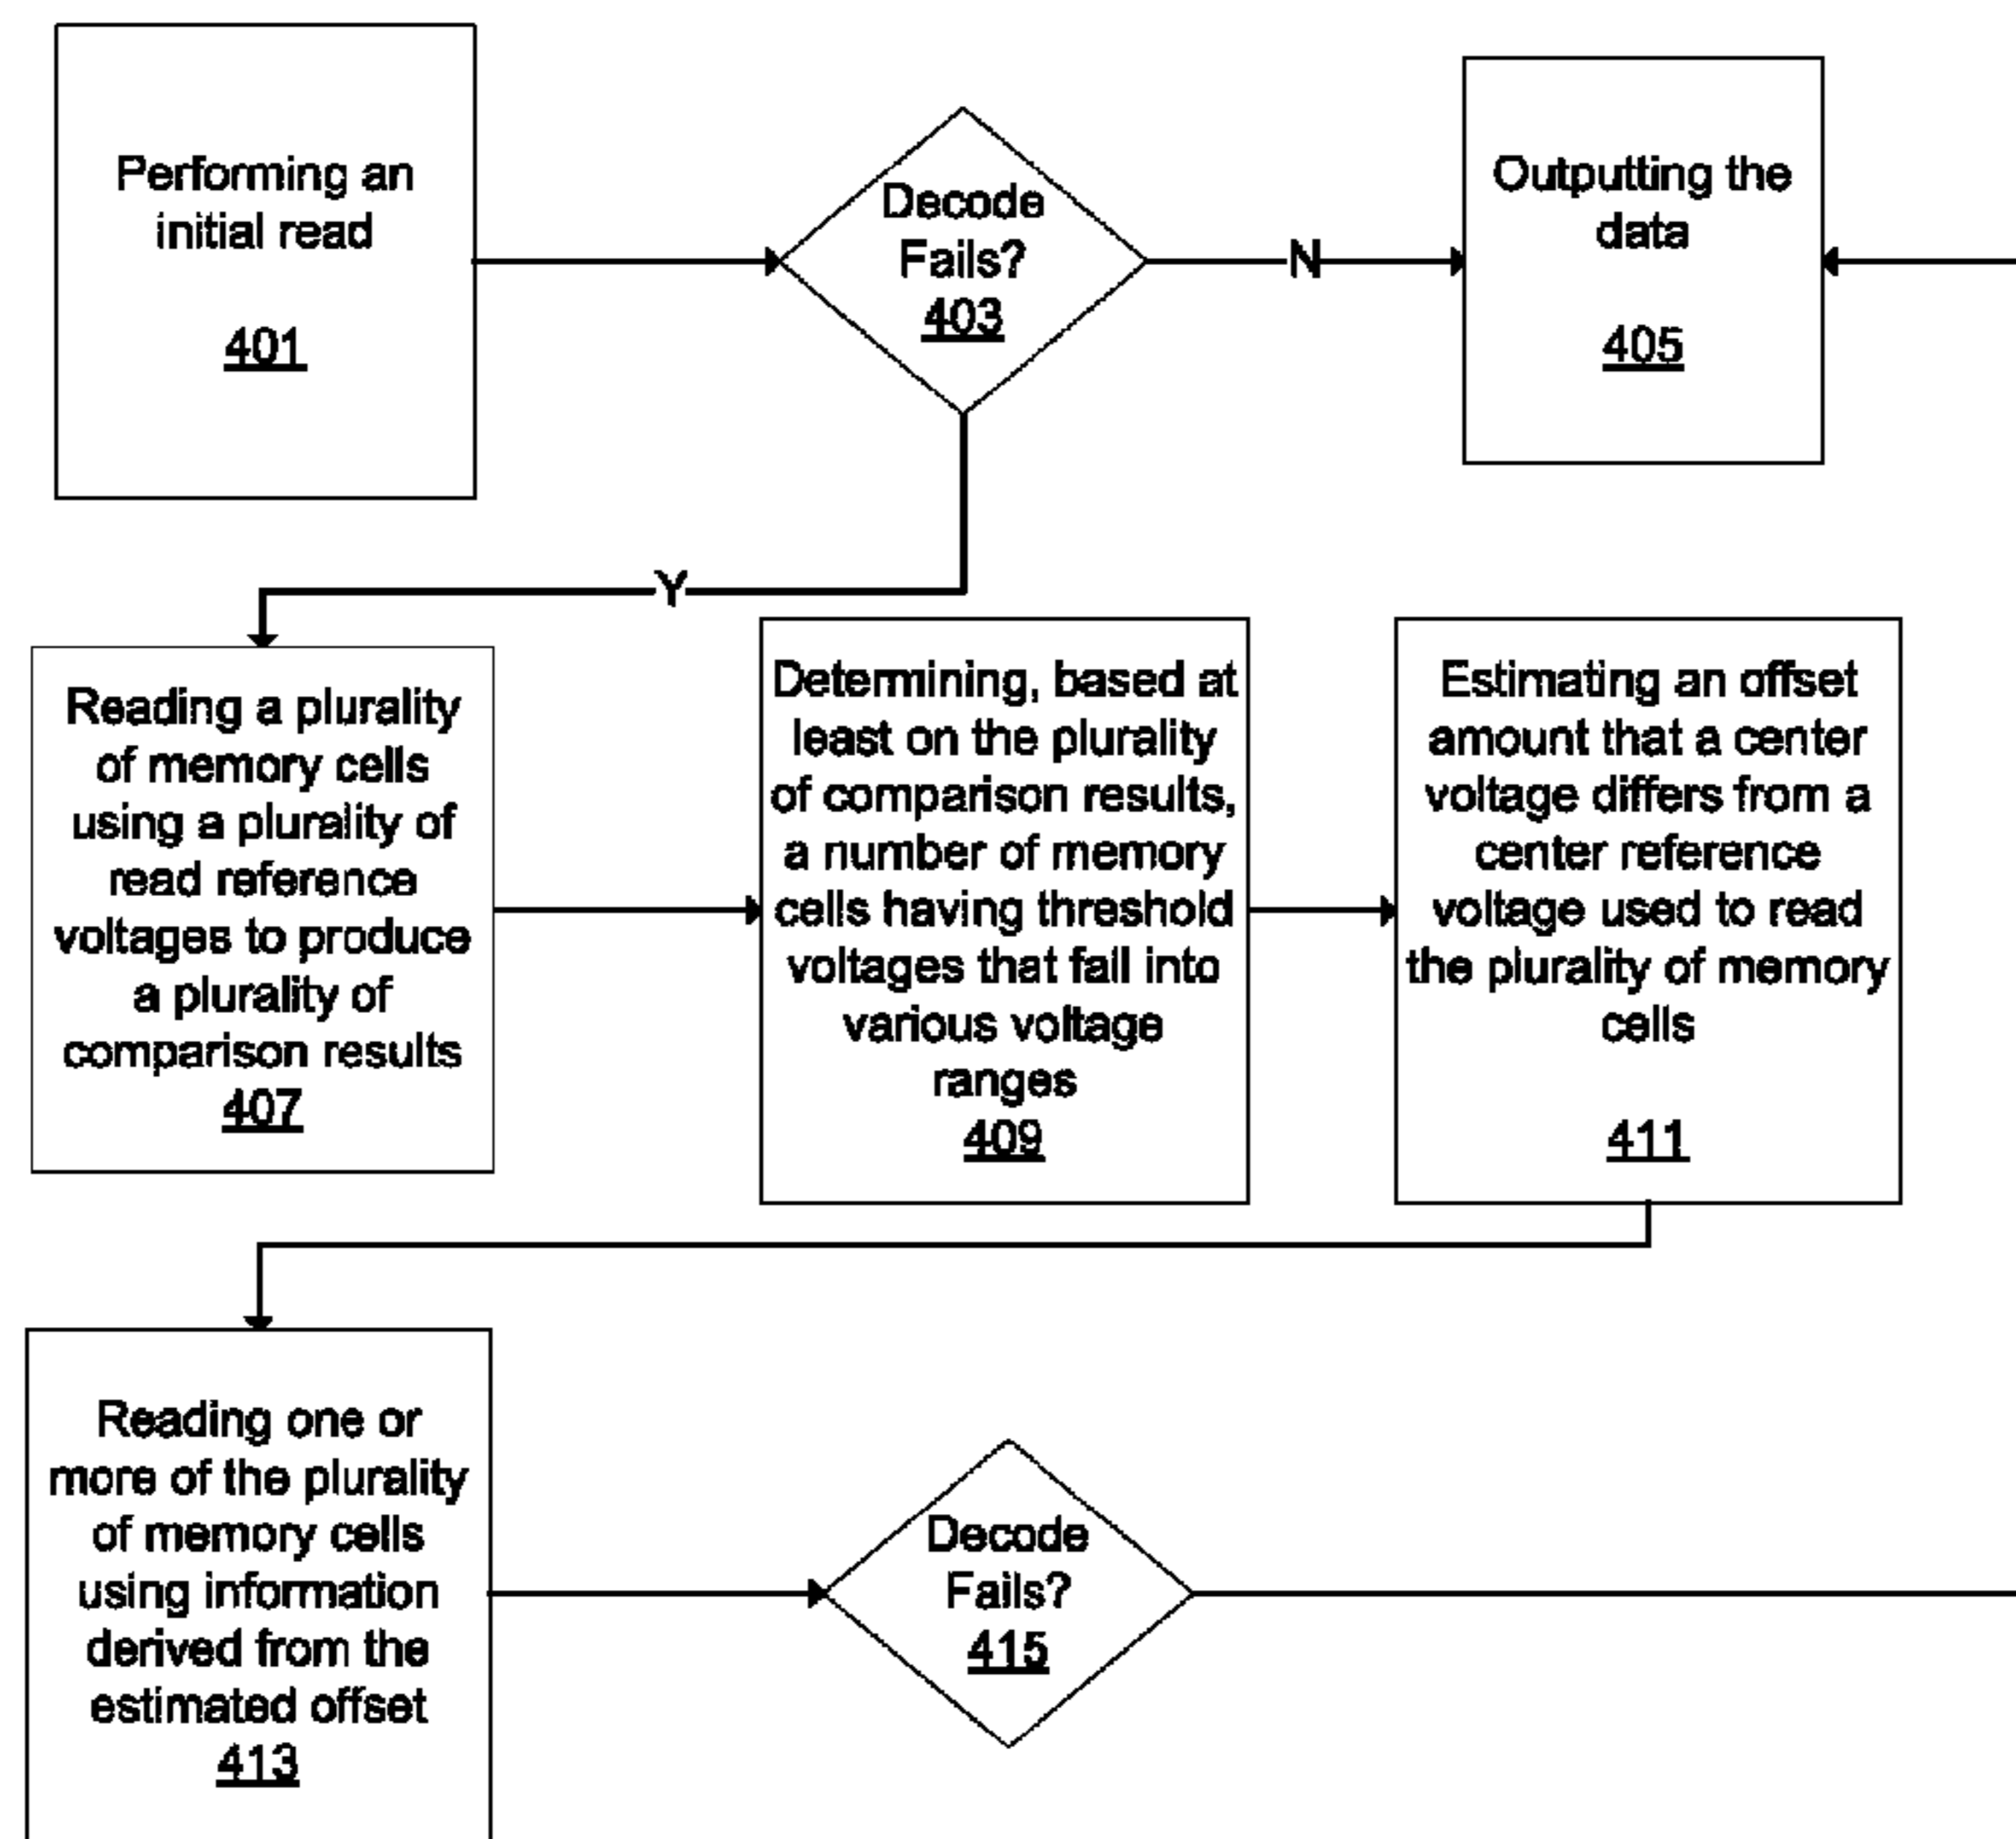 Performing an
initial read
401
Decode
Fails?
403
N
Outputting the
data
405
Y
Reading a plurality
of memory cells
using a plurality of
read reference
voltages to produce
a plurality of
comparison results
407
Determining, based at
least on the plurality
of comparison results,
a number of memory
cells having threshold
voltages that fall into
various voltage
ranges
409
Estimating an offset
amount that a center
voltage differs from a
center reference
voltage used to read
the plurality of memory
cells
411
Reading one or
more of the plurality
of memory cells
using information
derived from the
estimated offset
413
Decode
Fails?
415